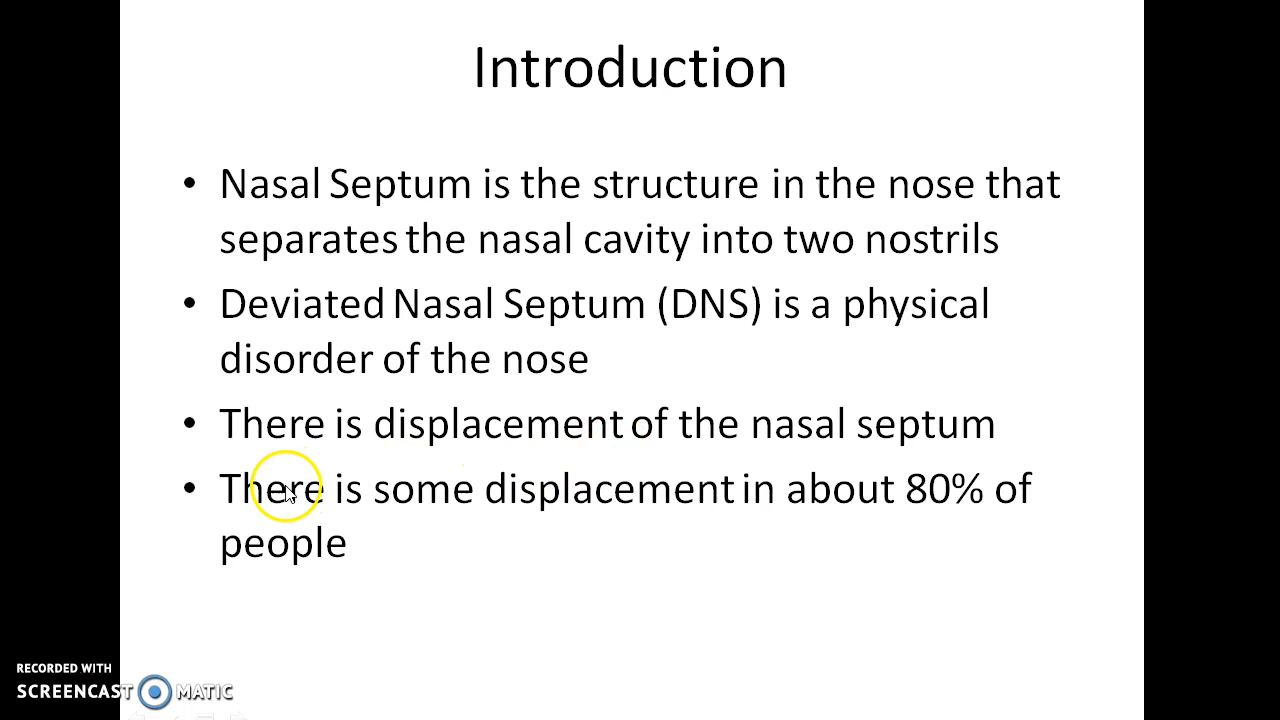 Introduction
• Nasal Septum is the structure in the nose that
separates the nasal cavity into two nostrils
• Deviated Nasal Septum (DNS) is a physical
disorder of the nose
• There is displacement of the nasal septum
• There is some displacement in about 80% of
people
RECORDED WITH
SCREENCAST MATIC